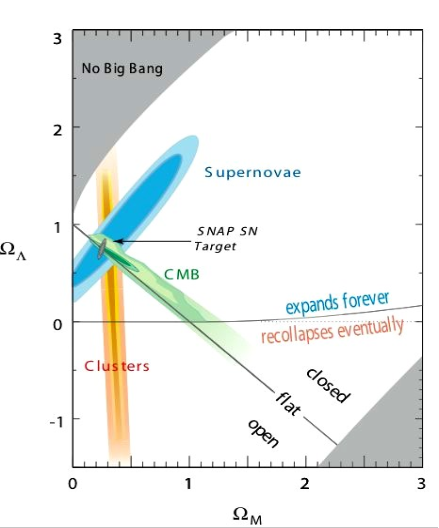 3
No Big Bang
2
Supernovae
1
SNAP SN
Target
Ω_Λ
CMB
expands forever
0
recollapses eventually
Clusters
closed
flat
-1
open
0
1
2
3
Ω_M